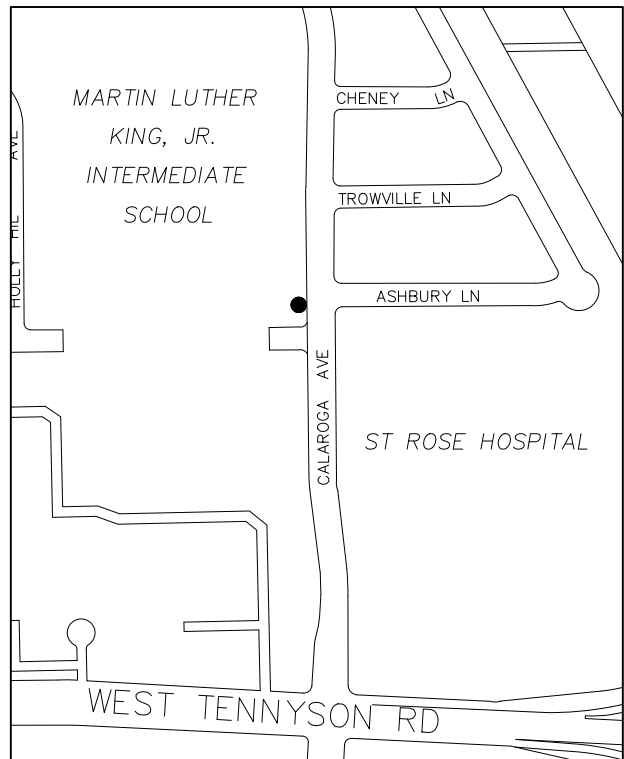 MARTIN LUTHER
KING, JR.
INTERMEDIATE
SCHOOL
CHENEY LN
TROWVILLE LN
ASHBURY LN
HOLLY HIL AVE
CALAROGA AVE
ST ROSE HOSPITAL
WEST TENNYSON RD